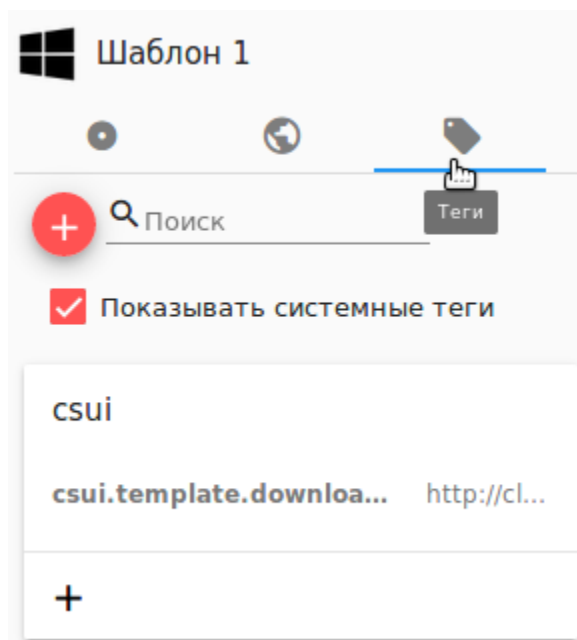 Шаблон 1
Поиск
Теги
Показывать системные теги
csui
csui.template.downloa... http://cl...